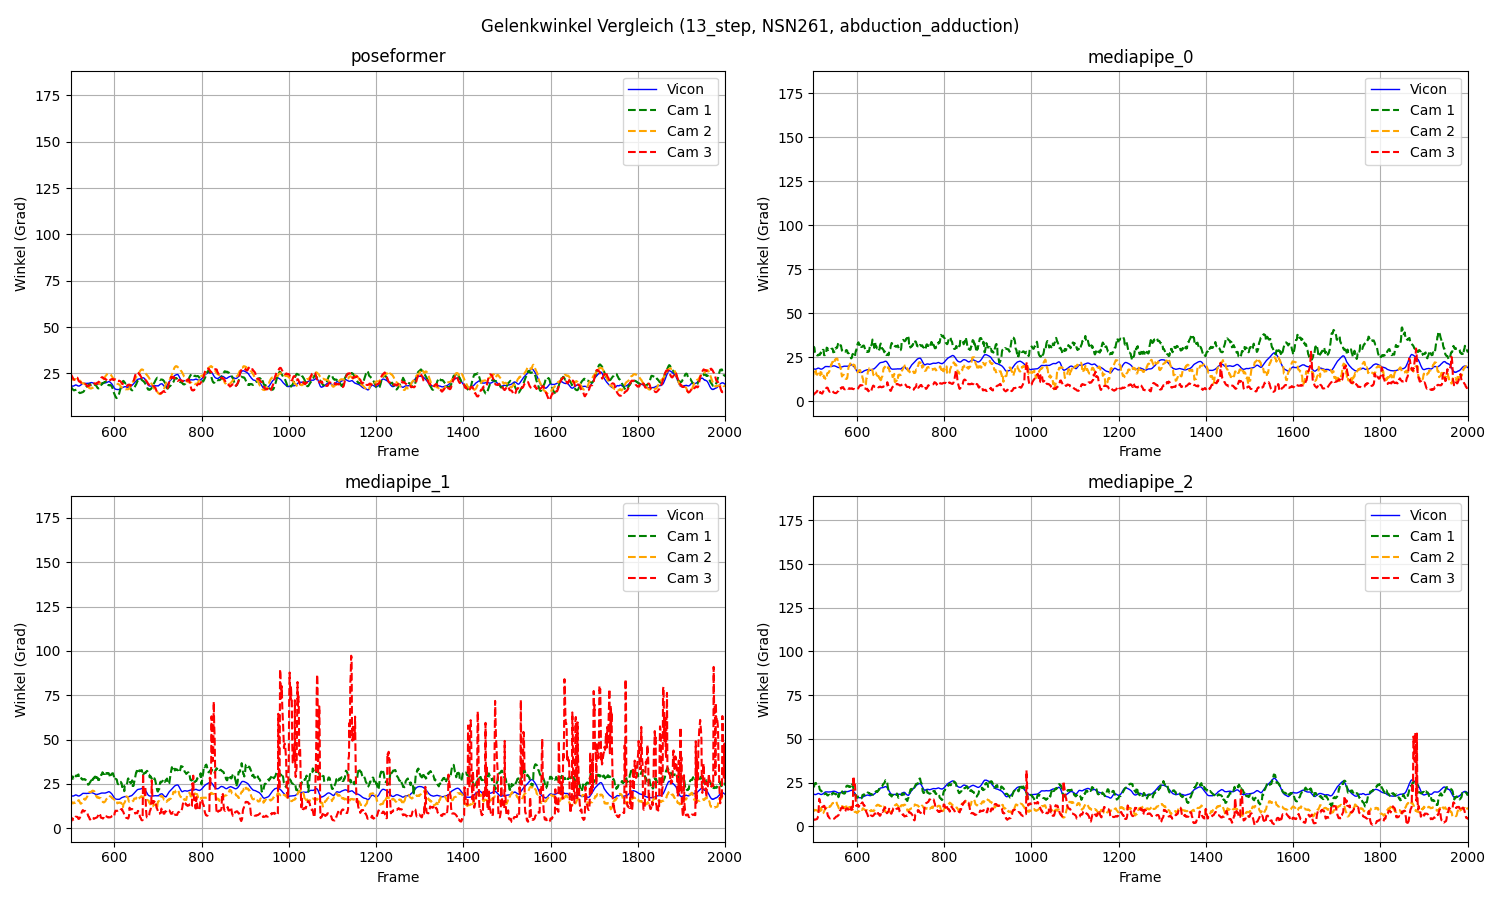 Gelenkwinkel Vergleich (13_step, NSN261, abduction_adduction)
poseformer
175
150
125
100
75
50
25
Winkel (Grad)
600 800 1000 1200 1400 1600 1800 2000
Frame
Vicon
Cam 1
Cam 2
Cam 3
mediapipe_0
175
150
125
100
75
50
25
0
Winkel (Grad)
600 800 1000 1200 1400 1600 1800 2000
Frame
Vicon
Cam 1
Cam 2
Cam 3
mediapipe_1
175
150
125
100
75
50
25
0
Winkel (Grad)
600 800 1000 1200 1400 1600 1800 2000
Frame
Vicon
Cam 1
Cam 2
Cam 3
mediapipe_2
175
150
125
100
75
50
25
0
Winkel (Grad)
600 800 1000 1200 1400 1600 1800 2000
Frame
Vicon
Cam 1
Cam 2
Cam 3